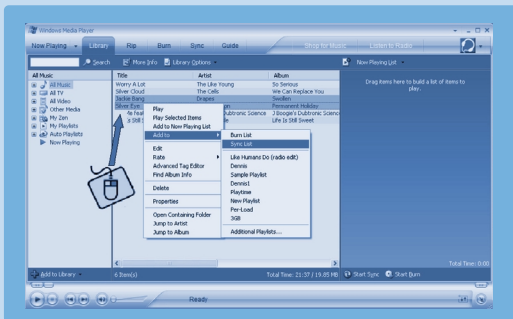 Windows Media Player
Now Playing Library Rip Burn Sync Guide Shop for Music Listen to Radio
Search More Info Library Options Now Playing List
All Music
All Music
All TV
All Video
Other Media
My Zen
My Playlists
Auto Playlists
Now Playing
Title Artist Album
Worry A Lot The Like Young So Serious
Silver Cloud The Cells We Can Replace You
Jackie Bang Drapes Swollen
Silver Eye Permanent Holiday
Dubtronic Science J Boogie's Dubtronic Science
s Still Life Is Still Sweet
Drag items here to build a list of items to
play.
Play
Play Selected Items
Add to Now Playing List
Add to
Edit
Rate
Advanced Tag Editor
Find Album Info
Delete
Properties
Open Containing Folder
Jump to Artist
Jump to Album
Burn List
Sync List
Like Humans Do (radio edit)
Dennis
Sample Playlist
Dennis1
Playtime
New Playlist
Per-Load
3GB
Additional Playlists...
Total Time: 0:00
Add to Library 6 Item(s) Total Time: 21:37 / 19.85 MB Start Sync Start Burn
Ready